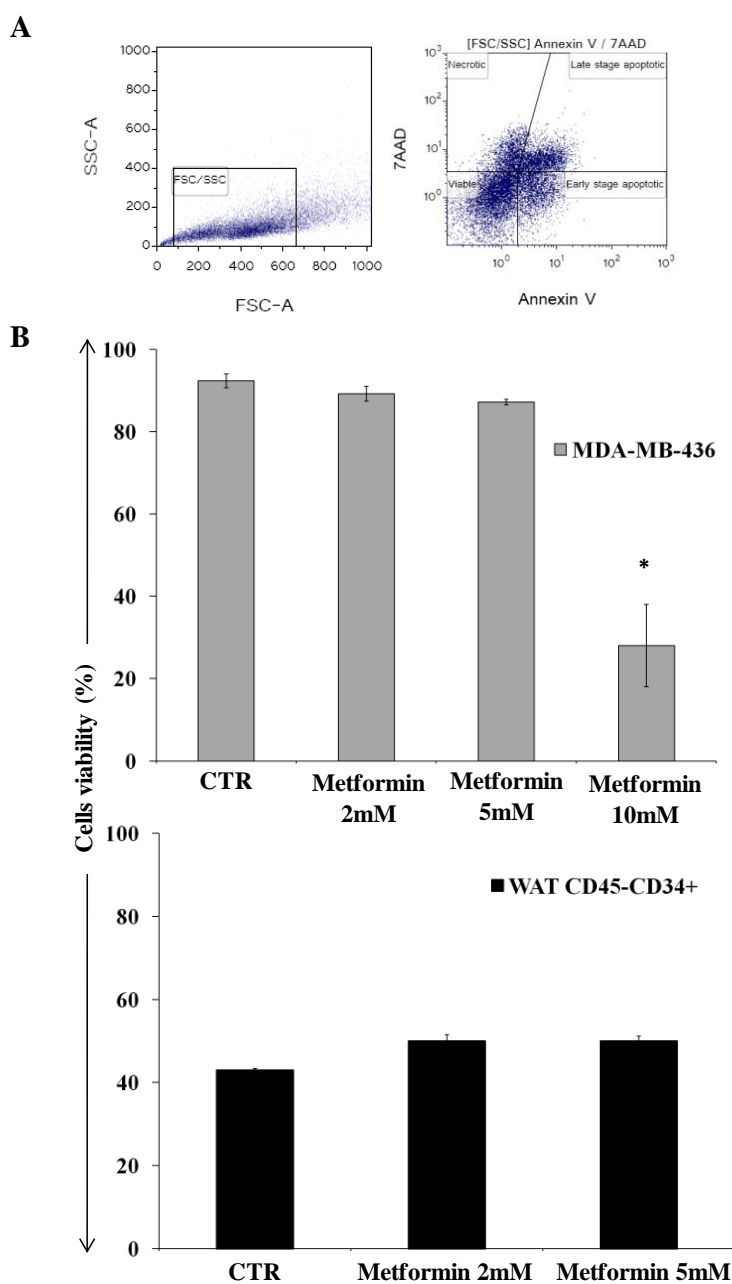 A
1000
800
600
400
200
0
SSC-A
FSC/SSC
0 200 400 600 800 1000
FSC-A
[FSC/SSC] Annexin V / 7AAD
10³
10²
10¹
10⁰
7AAD
Necrotic
Late stage apoptotic
Viable
Early stage apoptotic
10⁰ 10¹ 10² 10³
Annexin V
B
Cells viability (%)
100
80
60
40
20
0
MDA-MB-436
*
CTR Metformin Metformin Metformin
2mM 5mM 10mM
100
80
60
40
20
0
WAT CD45-CD34+
CTR Metformin 2mM Metformin 5mM